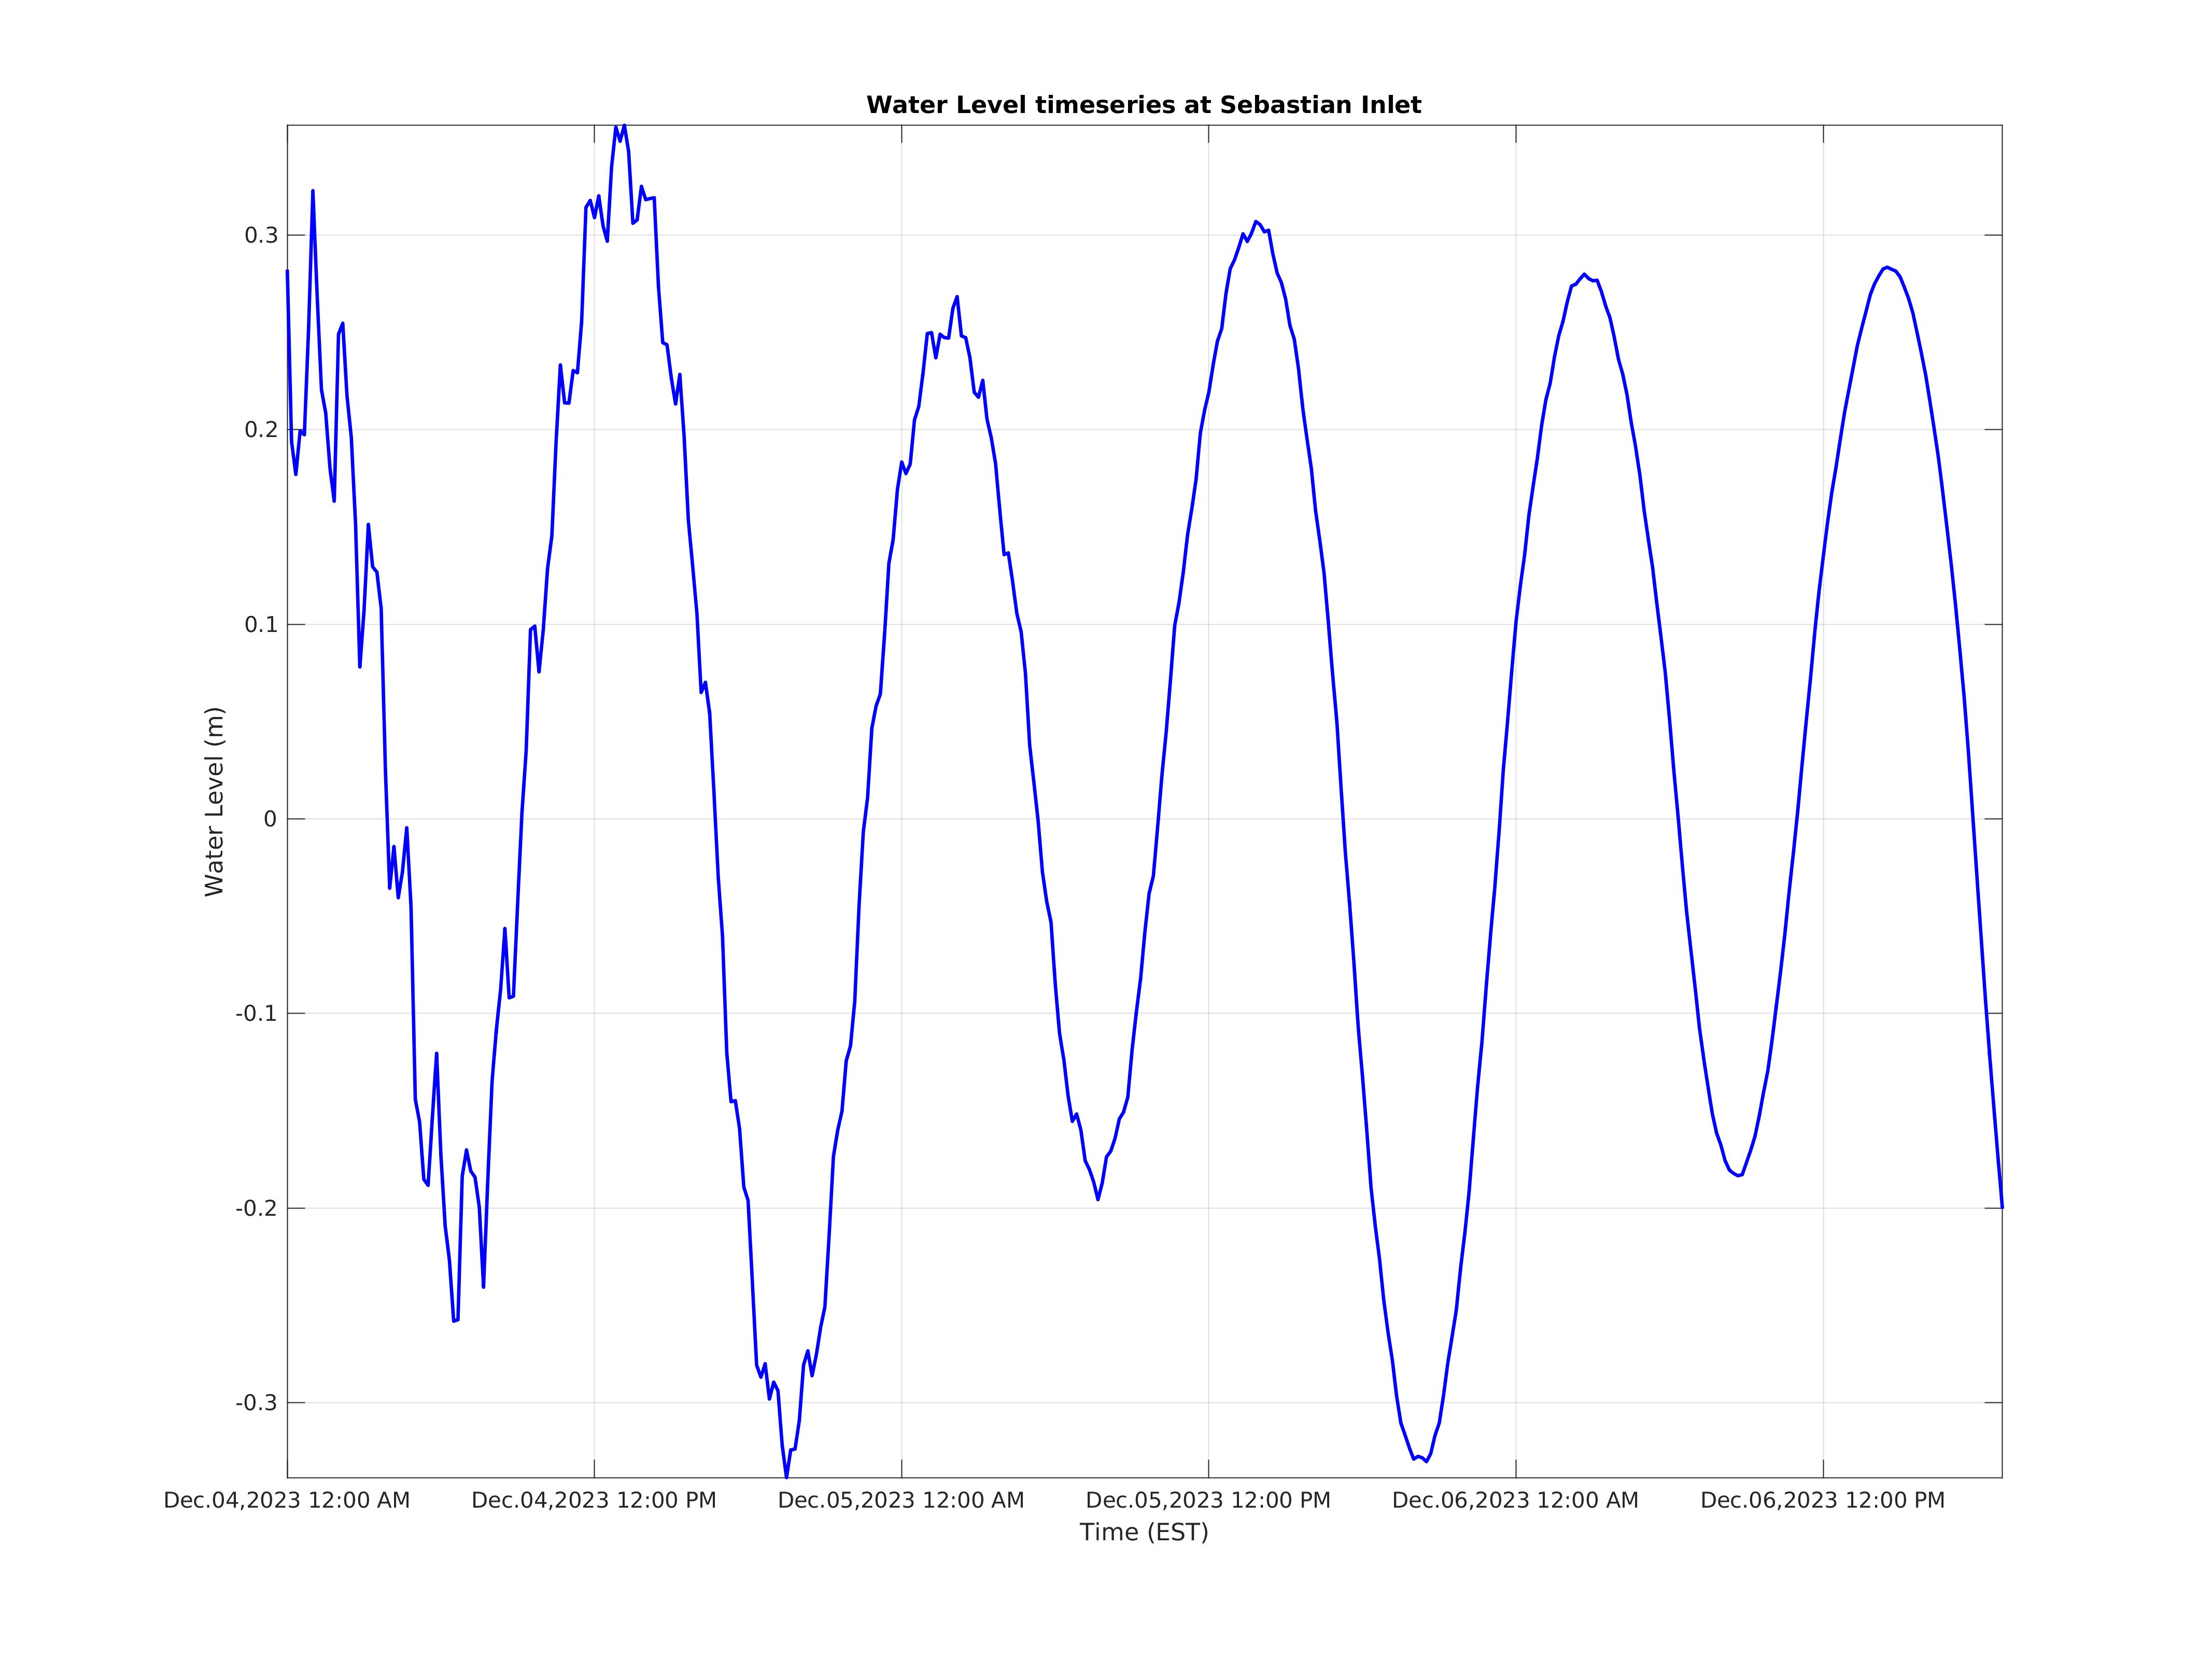 Water Level timeseries at Sebastian Inlet
0.3
0.2
0.1
0
-0.1
-0.2
-0.3
Water Level (m)
Dec.04,2023 12:00 AM
Dec.04,2023 12:00 PM
Dec.05,2023 12:00 AM
Dec.05,2023 12:00 PM
Dec.06,2023 12:00 AM
Dec.06,2023 12:00 PM
Time (EST)